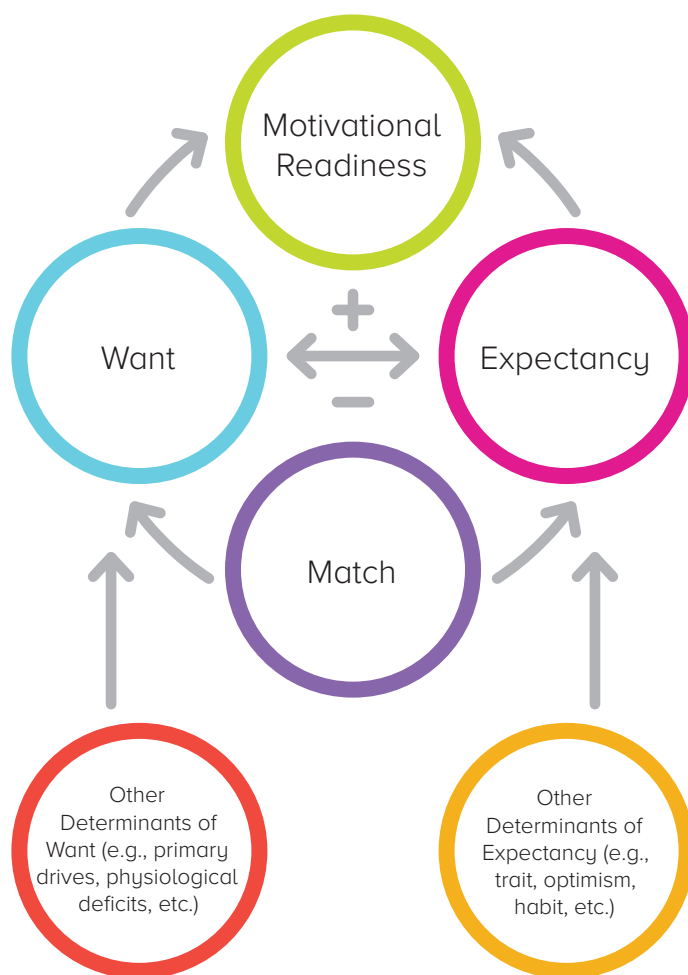 Motivational
Readiness
+
Want
Expectancy
−
Match
Other
Determinants of
Want (e.g., primary
drives, physiological
deficits, etc.)
Other
Determinants of
Expectancy (e.g.,
trait, optimism,
habit, etc.)